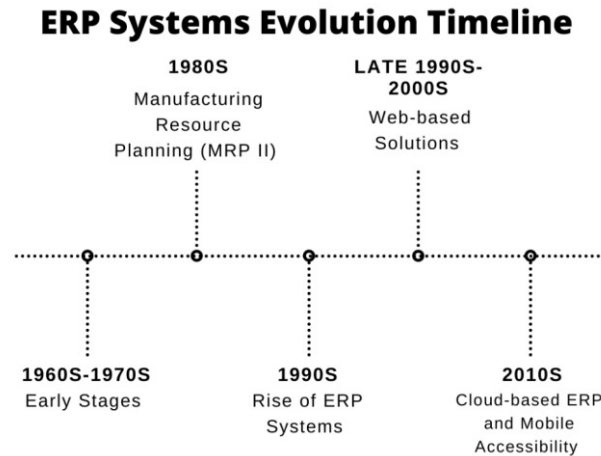 ERP Systems Evolution Timeline
1980S
Manufacturing
Resource
Planning (MRP II)
LATE 1990S-
2000S
Web-based
Solutions
1960S-1970S
Early Stages
1990S
Rise of ERP
Systems
2010S
Cloud-based ERP
and Mobile
Accessibility